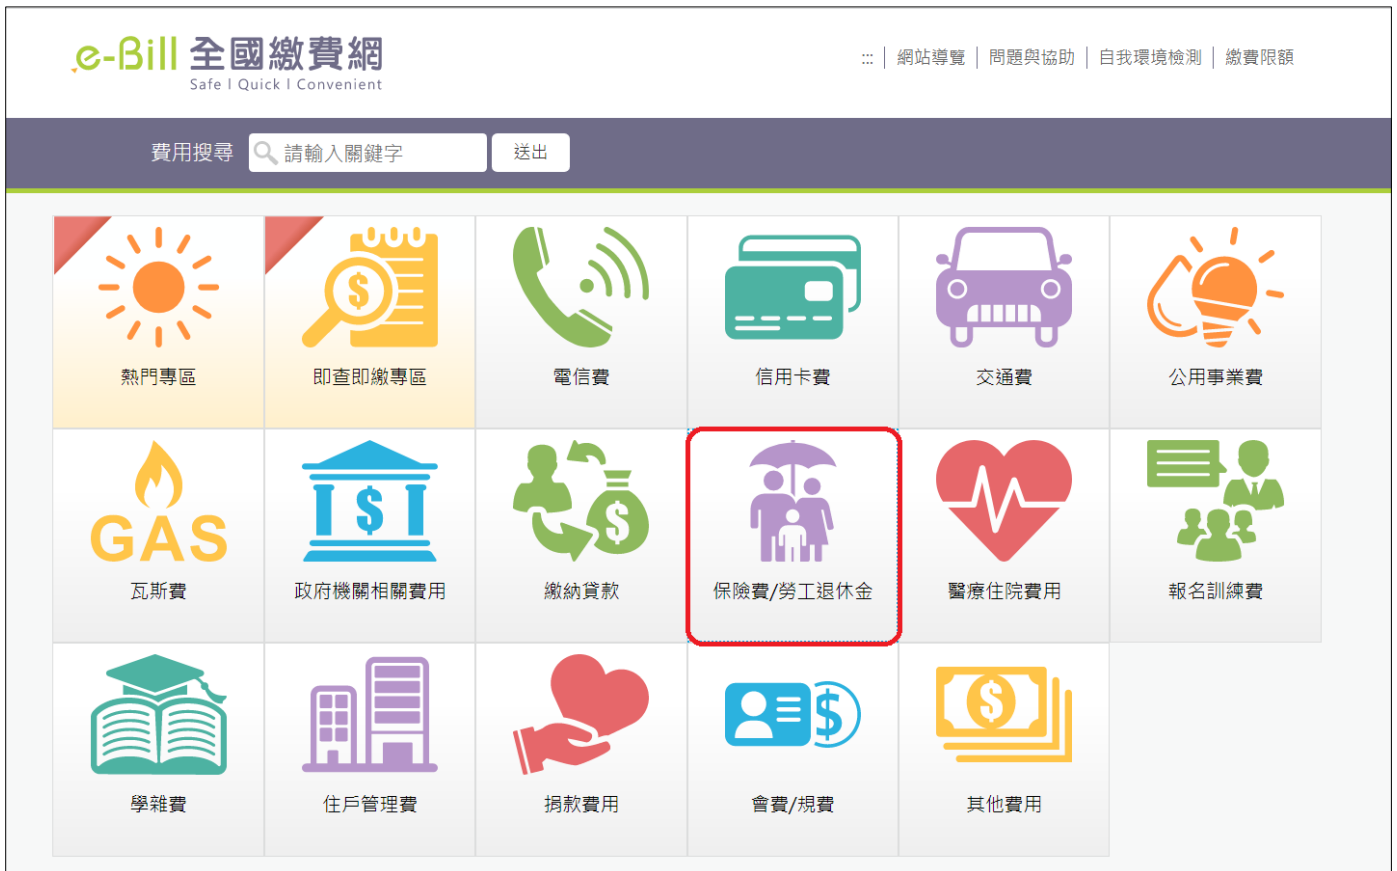 e-Bill 全國繳費網
Safe | Quick | Convenient
::: | 網站導覽 | 問題與協助 | 自我環境檢測 | 繳費限額
費用搜尋 請輸入關鍵字 送出
$
熱門專區 即查即繳專區 電信費 信用卡費 交通費 公用事業費
GAS $ $
瓦斯費 政府機關相關費用 繳納貸款 保險費/勞工退休金 醫療住院費用 報名訓練費
$ $
學雜費 住戶管理費 捐款費用 會費/規費 其他費用